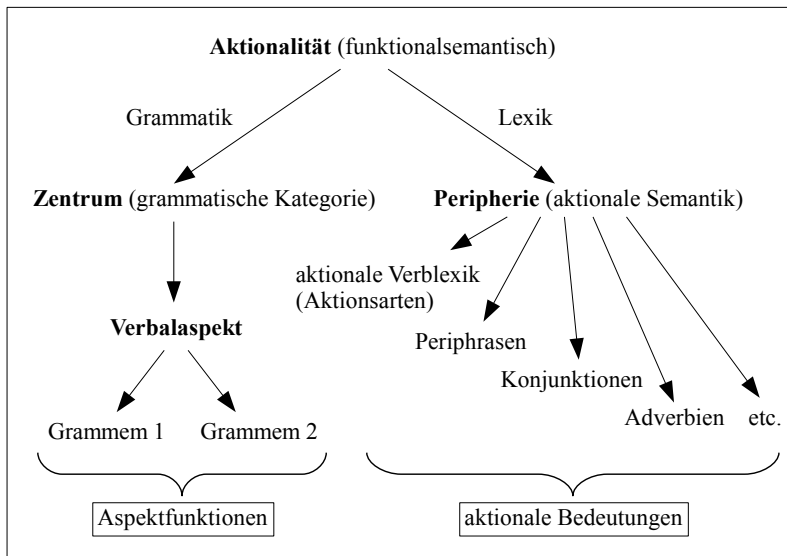 Aktionalität (funktionalsemantisch)
Grammatik
Lexik
Zentrum (grammatische Kategorie)
Peripherie (aktionale Semantik)
aktionale Verblexik
(Aktionsarten)
Verbalaspekt
Periphrasen
Konjunktionen
Adverbien
etc.
Grammem 1
Grammem 2
Aspektfunktionen
aktionale Bedeutungen